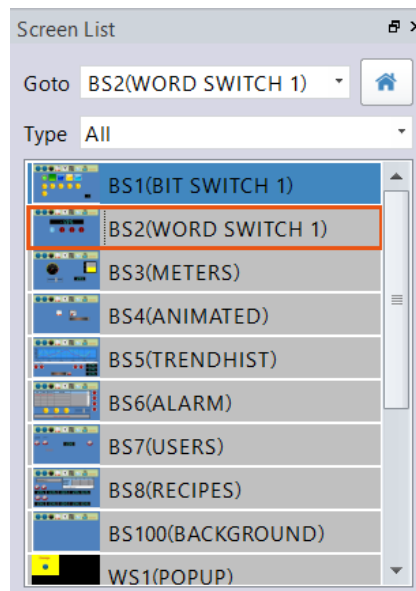 Screen List
Goto BS2(WORD SWITCH 1)
Type All
BS1(BIT SWITCH 1)
BS2(WORD SWITCH 1)
BS3(METERS)
BS4(ANIMATED)
BS5(TRENDHIST)
BS6(ALARM)
BS7(USERS)
BS8(RECIPES)
BS100(BACKGROUND)
WS1(POPUP)